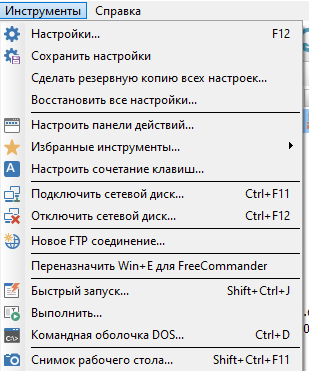 Инструменты Справка
Настройки... F12
Сохранить настройки
Сделать резервную копию всех настроек...
Восстановить все настройки...
Настроить панели действий...
Избранные инструменты...
Настроить сочетание клавиш...
Подключить сетевой диск... Ctrl+F11
Отключить сетевой диск... Ctrl+F12
Новое FTP соединение...
Переназначить Win+E для FreeCommander
Быстрый запуск... Shift+Ctrl+J
Выполнить...
Командная оболочка DOS... Ctrl+D
Снимок рабочего стола... Shift+Ctrl+F11